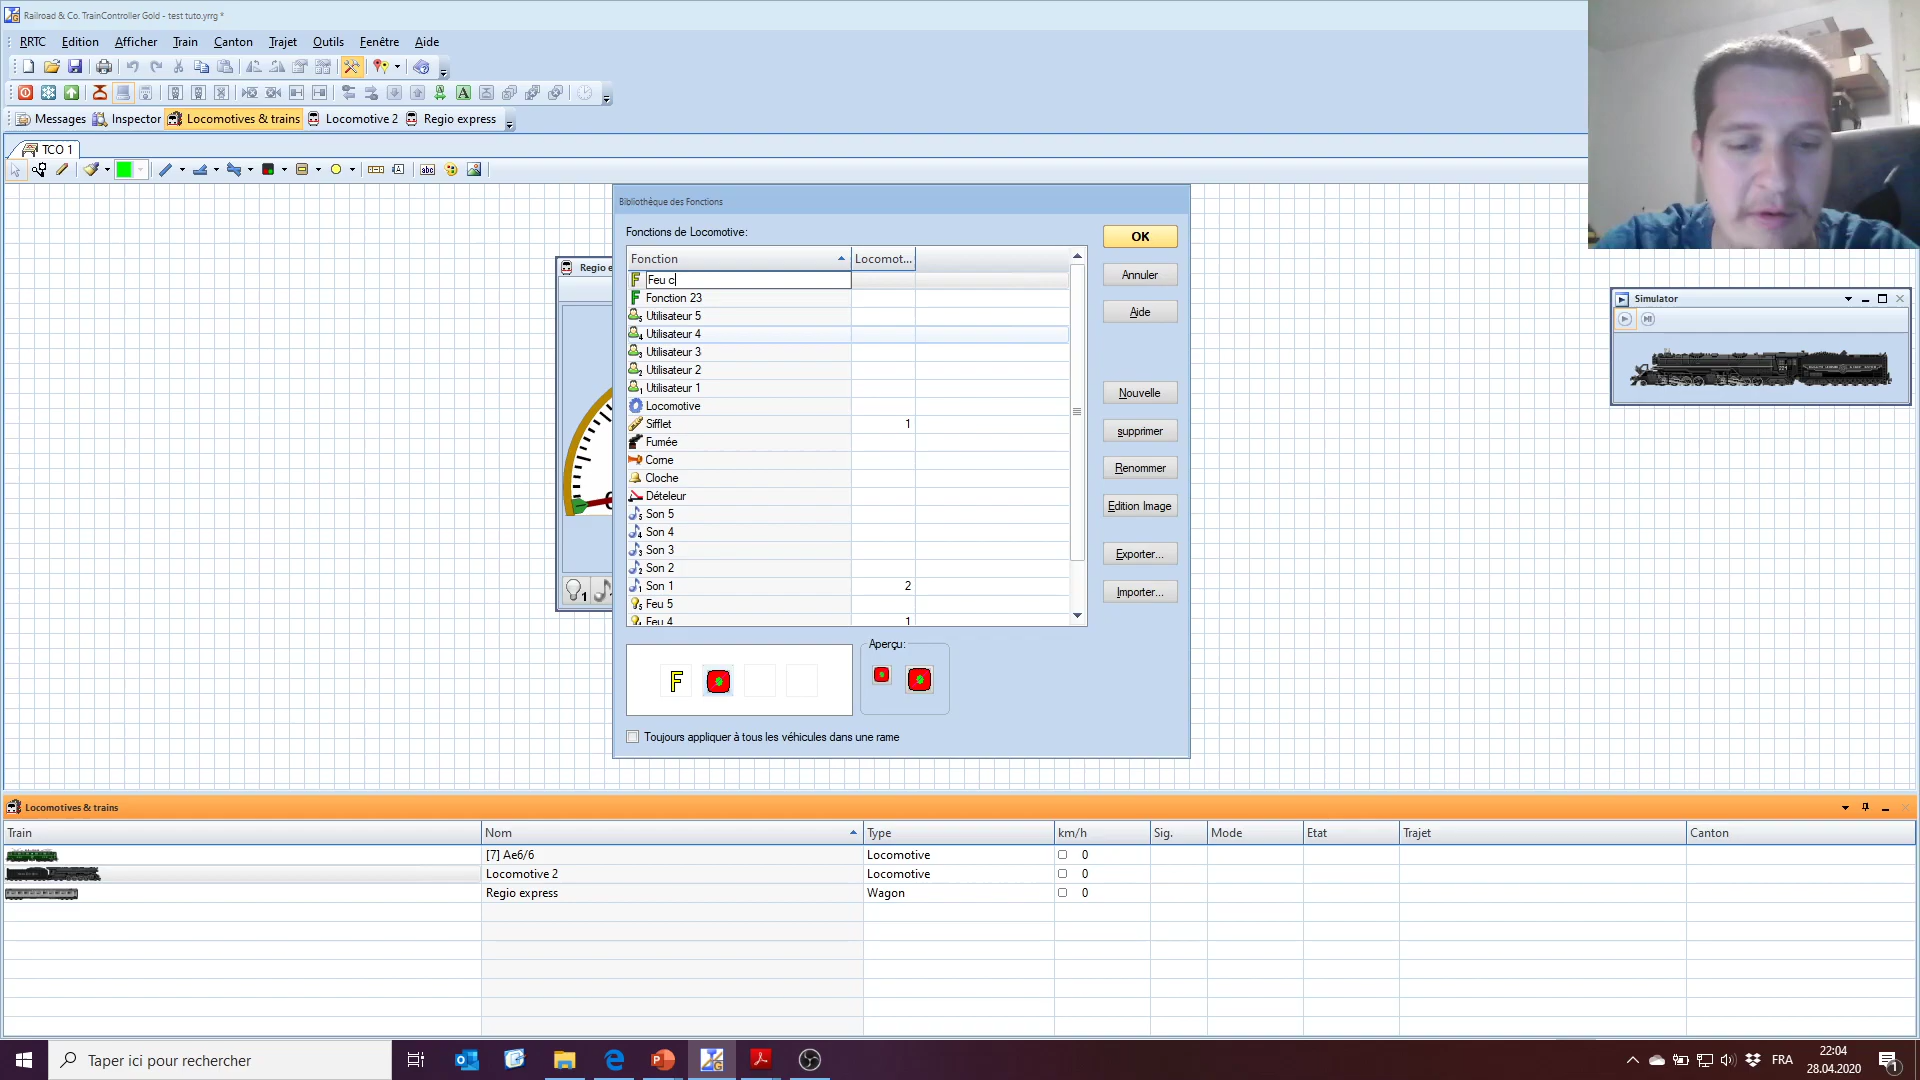 Railroad & Co. TrainController Gold - test tuto.yrrg *
RRTC Edition Afficher Train Canton Trajet Outils Fenêtre Aide
Messages Inspector Locomotives & trains Locomotive 2 Regio express
TCO 1
abc
Bibliothèque des Fonctions
Fonctions de Locomotive:
Fonction Locomot...
Feu c
Fonction 23
Utilisateur 5
Utilisateur 4
Utilisateur 3
Utilisateur 2
Utilisateur 1
Locomotive
Sifflet 1
Fumée
Corne
Cloche
Dételeur
Son 5
Son 4
Son 3
Son 2
Son 1 2
Feu 5
Feu 4 1
OK
Annuler
Aide
Nouvelle
supprimer
Renommer
Edition Image
Exporter...
Importer...
F
Aperçu:
Toujours appliquer à tous les véhicules dans une rame
Regio e
Simulator
Locomotives & trains
Train Nom Type km/h Sig. Mode Etat Trajet Canton
[7] Ae6/6 Locomotive 0
Locomotive 2 Locomotive 0
Regio express Wagon 0
Taper ici pour rechercher
FRA
22:04
28.04.2020
1